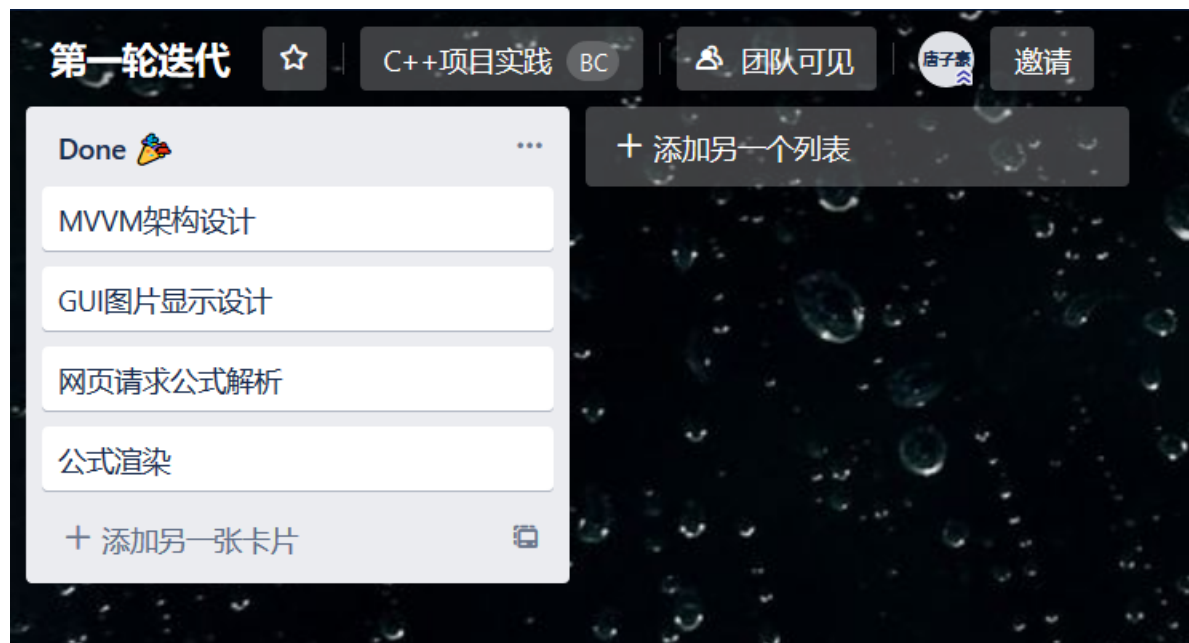 第一轮迭代 C++项目实践 BC 团队可见 庙子豪 邀请
Done 🎉
添加另一个列表
MVVM架构设计
GUI图片显示设计
网页请求公式解析
公式渲染
添加另一张卡片